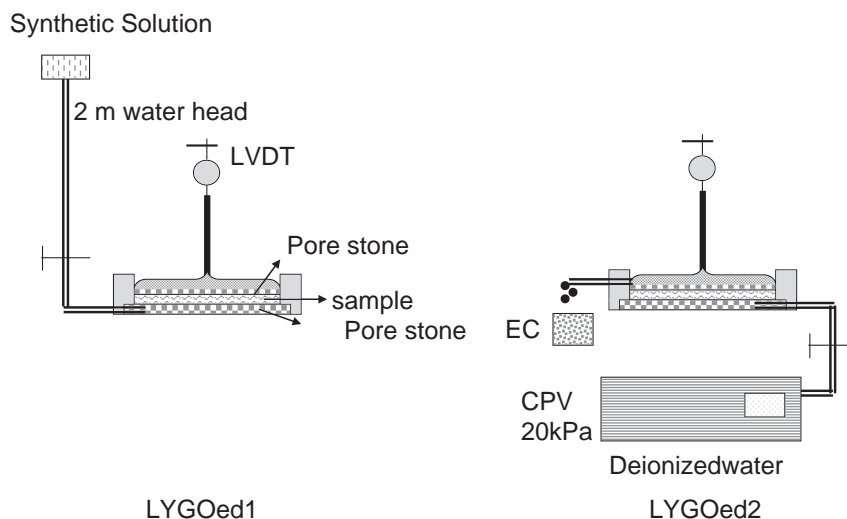 Synthetic Solution
2 m water head
LVDT
Pore stone
sample
Pore stone
LYGOed1
EC
CPV
20kPa
Deionizedwater
LYGOed2